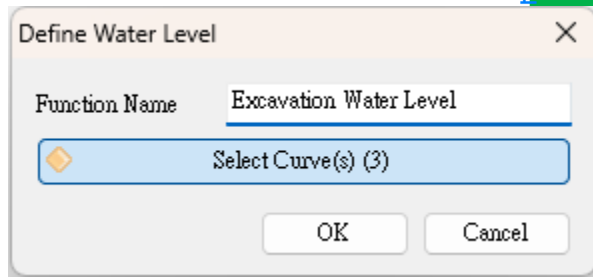 Define Water Level
Function Name Excavation Water Level
Select Curve(s) (3)
OK Cancel